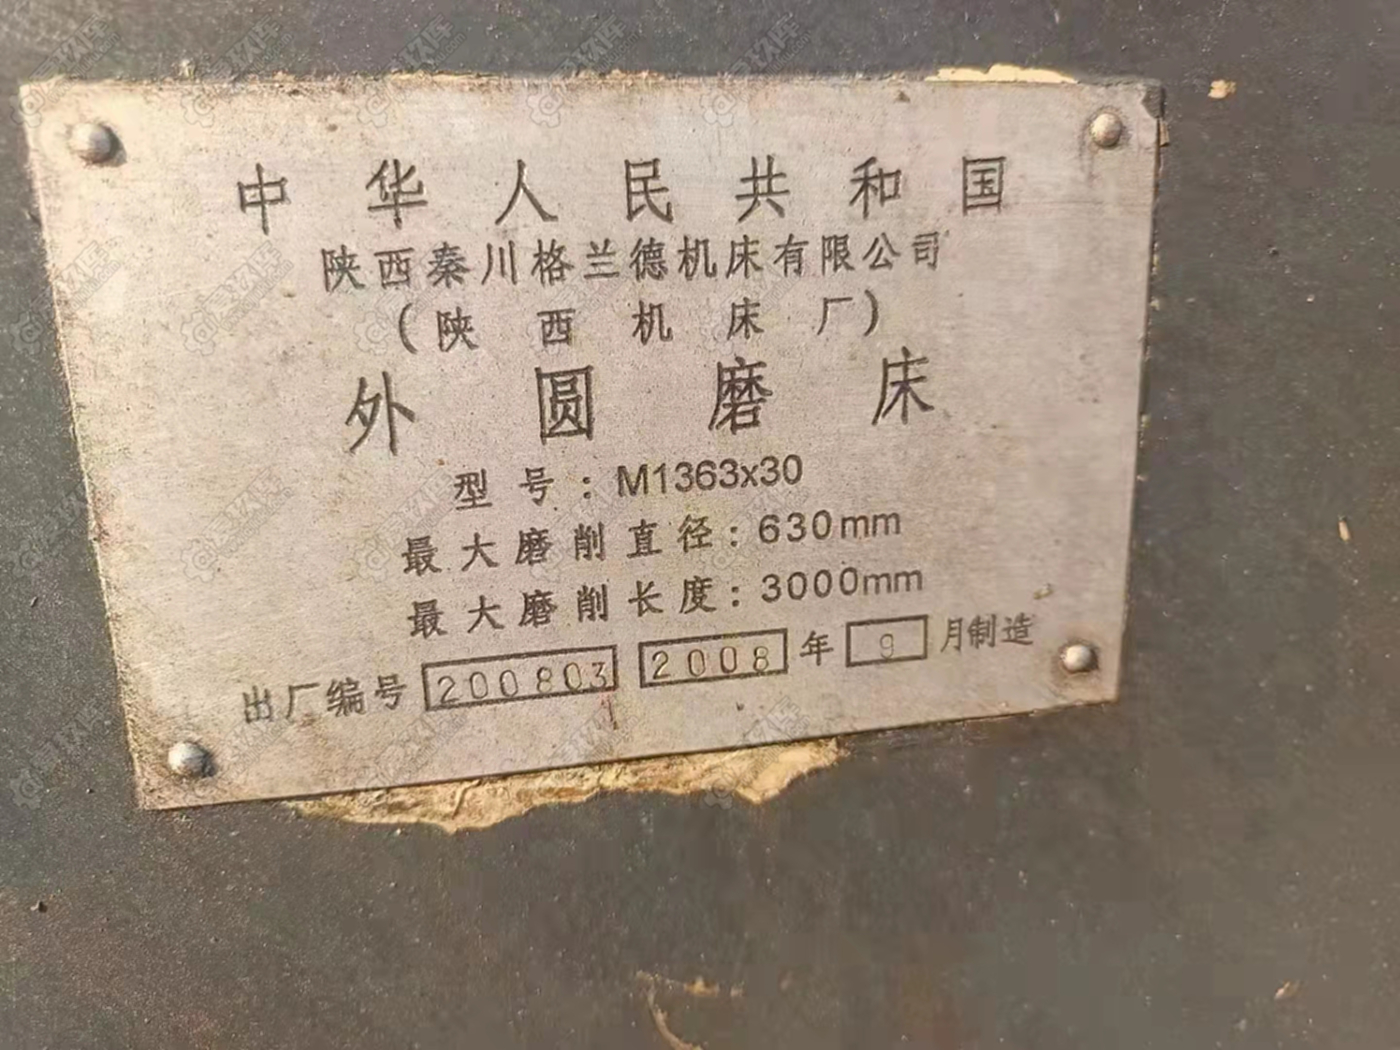 中华人民共和国
陕西秦川格兰德机床有限公司
（陕西机床厂）
外圆磨床
型号：M1363x30
最大磨削直径：630mm
最大磨削长度：3000mm
出厂编号 200803 2008 年 9 月制造